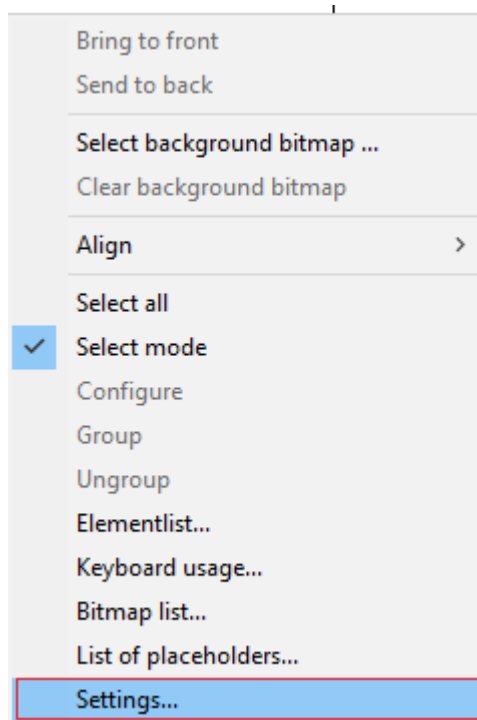 Bring to front
Send to back
Select background bitmap ...
Clear background bitmap
Align
Select all
Select mode
Configure
Group
Ungroup
Elementlist...
Keyboard usage...
Bitmap list...
List of placeholders...
Settings...